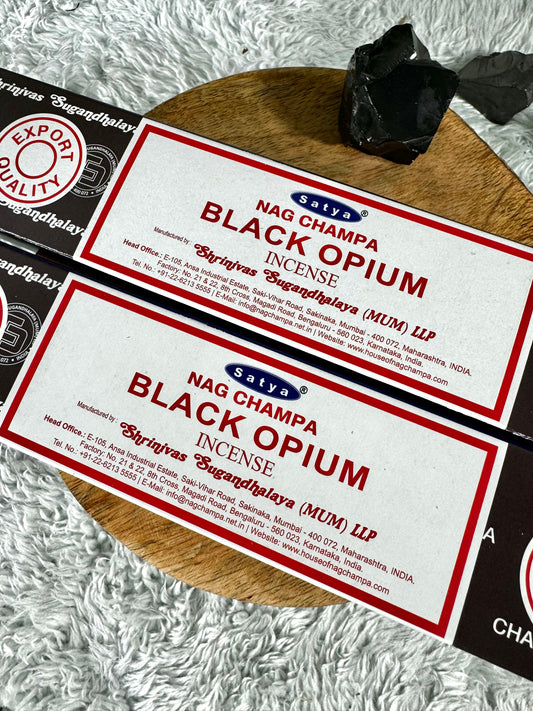 Shrinivas Sugandhalaya
EXPORT
QUALITY
Satya®
NAG CHAMPA
BLACK OPIUM
INCENSE
Manufactured by :
Shrinivas Sugandhalaya (MUM) LLP
Head Office.: E-105, Ansa Industrial Estate, Saki-Vihar Road, Sakinaka, Mumbai - 400 072, Maharashtra, INDIA.
Factory: No. 21 & 22, 8th Cross, Magadi Road, Bengaluru - 560 023, Karnataka, India.
Tel. No.: +91-22-6213 5555 | E-Mail: info@nagchampa.net.in | Website: www.houseofnagchampa.com
Sugandhalaya
Satya®
NAG CHAMPA
BLACK OPIUM
INCENSE
Manufactured by :
Shrinivas Sugandhalaya (MUM) LLP
Head Office.: E-105, Ansa Industrial Estate, Saki-Vihar Road, Sakinaka, Mumbai - 400 072, Maharashtra, INDIA.
Factory: No. 21 & 22, 8th Cross, Magadi Road, Bengaluru - 560 023, Karnataka, India.
Tel. No.: +91-22-6213 5555 | E-Mail: info@nagchampa.net.in | Website: www.houseofnagchampa.com
A
CHA